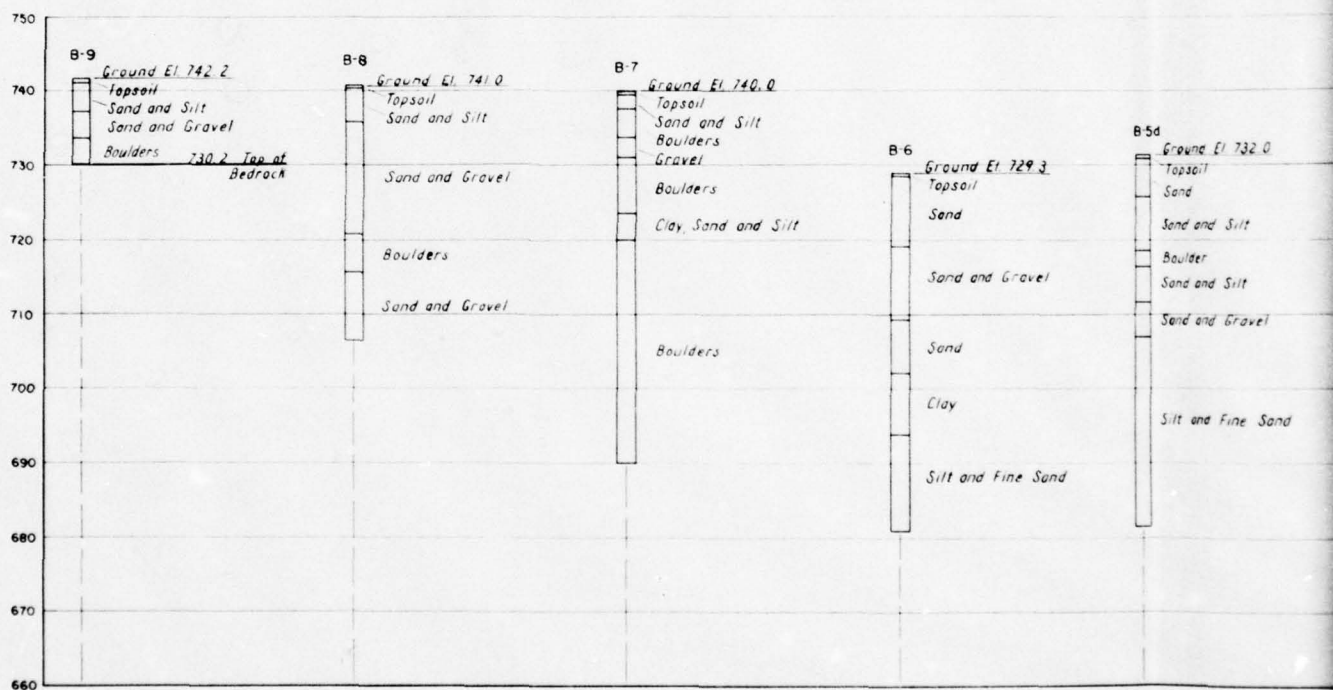 750
740
730
720
710
700
690
680
670
660
B-9
Ground El. 742.2
Topsoil
Sand and Silt
Sand and Gravel
Boulders
730.2 Top of
Bedrock
B-8
Ground El. 741.0
Topsoil
Sand and Silt
Sand and Gravel
Boulders
Sand and Gravel
B-7
Ground El. 740.0
Topsoil
Sand and Silt
Boulders
Gravel
Boulders
Clay, Sand and Silt
Boulders
B-6
Ground El. 729.3
Topsoil
Sand
Sand and Gravel
Sand
Clay
Silt and Fine Sand
B-5d
Ground El. 732.0
Topsoil
Sand
Sand and Silt
Boulder
Sand and Silt
Sand and Gravel
Silt and Fine Sand